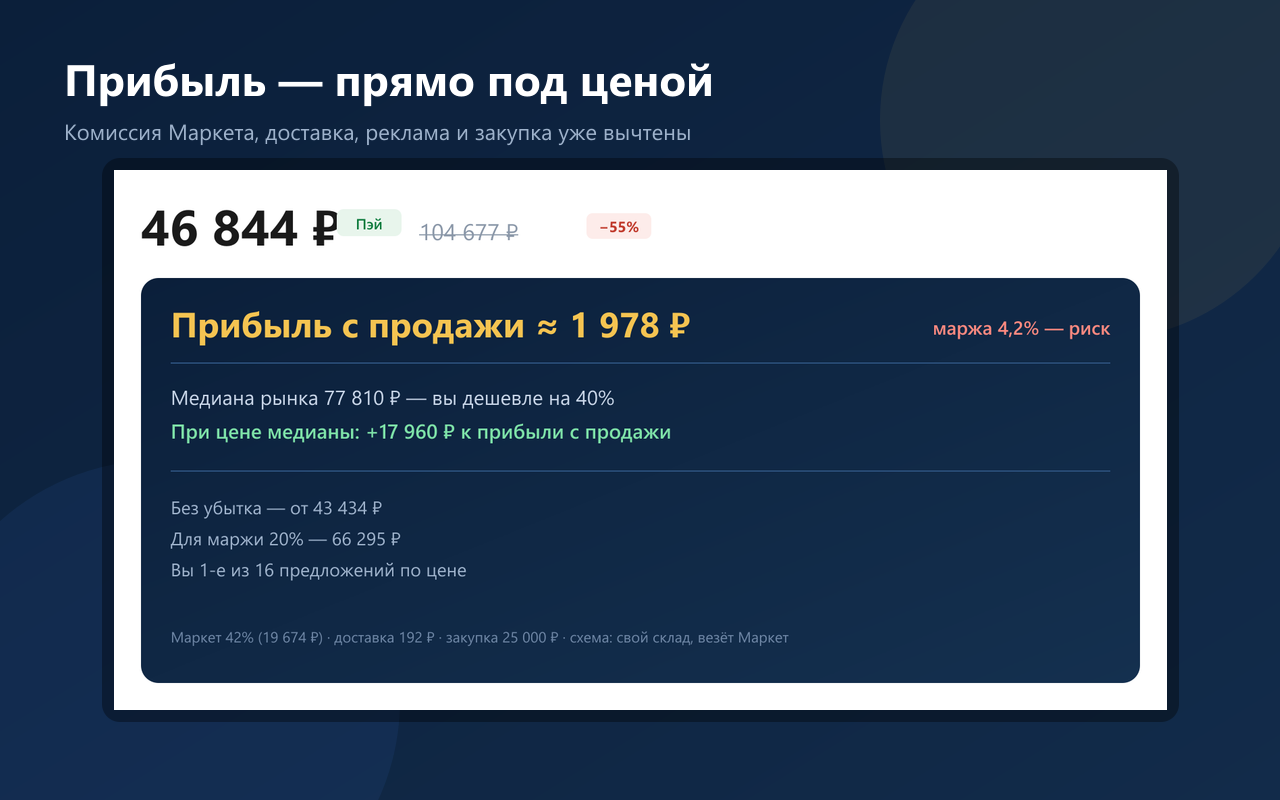 Прибыль — прямо под ценой
Комиссия Маркета, доставка, реклама и закупка уже вычтены
46 844 ₽ Пэй 104 677 ₽ −55%
Прибыль с продажи ≈ 1 978 ₽ маржа 4,2% — риск
Медиана рынка 77 810 ₽ — вы дешевле на 40%
При цене медианы: +17 960 ₽ к прибыли с продажи
Без убытка — от 43 434 ₽
Для маржи 20% — 66 295 ₽
Вы 1-е из 16 предложений по цене
Маркет 42% (19 674 ₽) · доставка 192 ₽ · закупка 25 000 ₽ · схема: свой склад, везёт Маркет